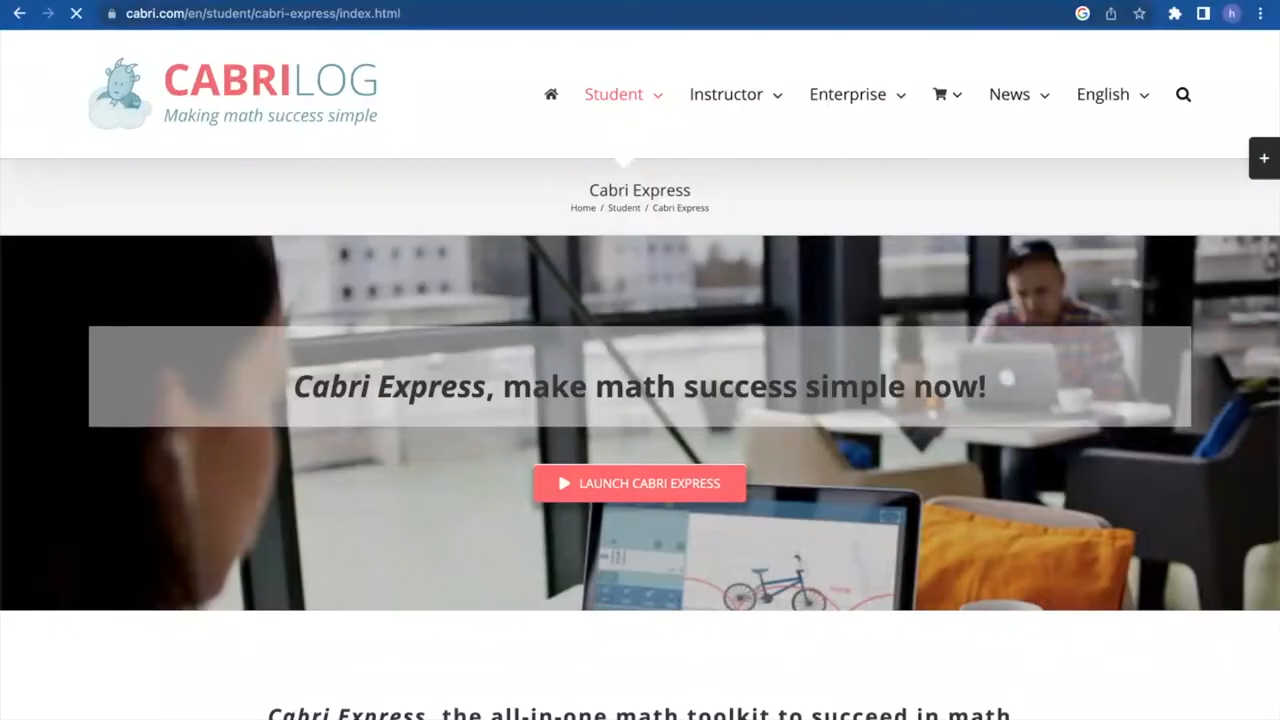 cabri.com/en/student/cabri-express/index.html
h
CABRILOG
Making math success simple
Student
Instructor
Enterprise
News
English
+
Cabri Express
Home / Student / Cabri Express
Cabri Express, make math success simple now!
LAUNCH CABRI EXPRESS
Cabri Express, the all-in-one math toolkit to succeed in math